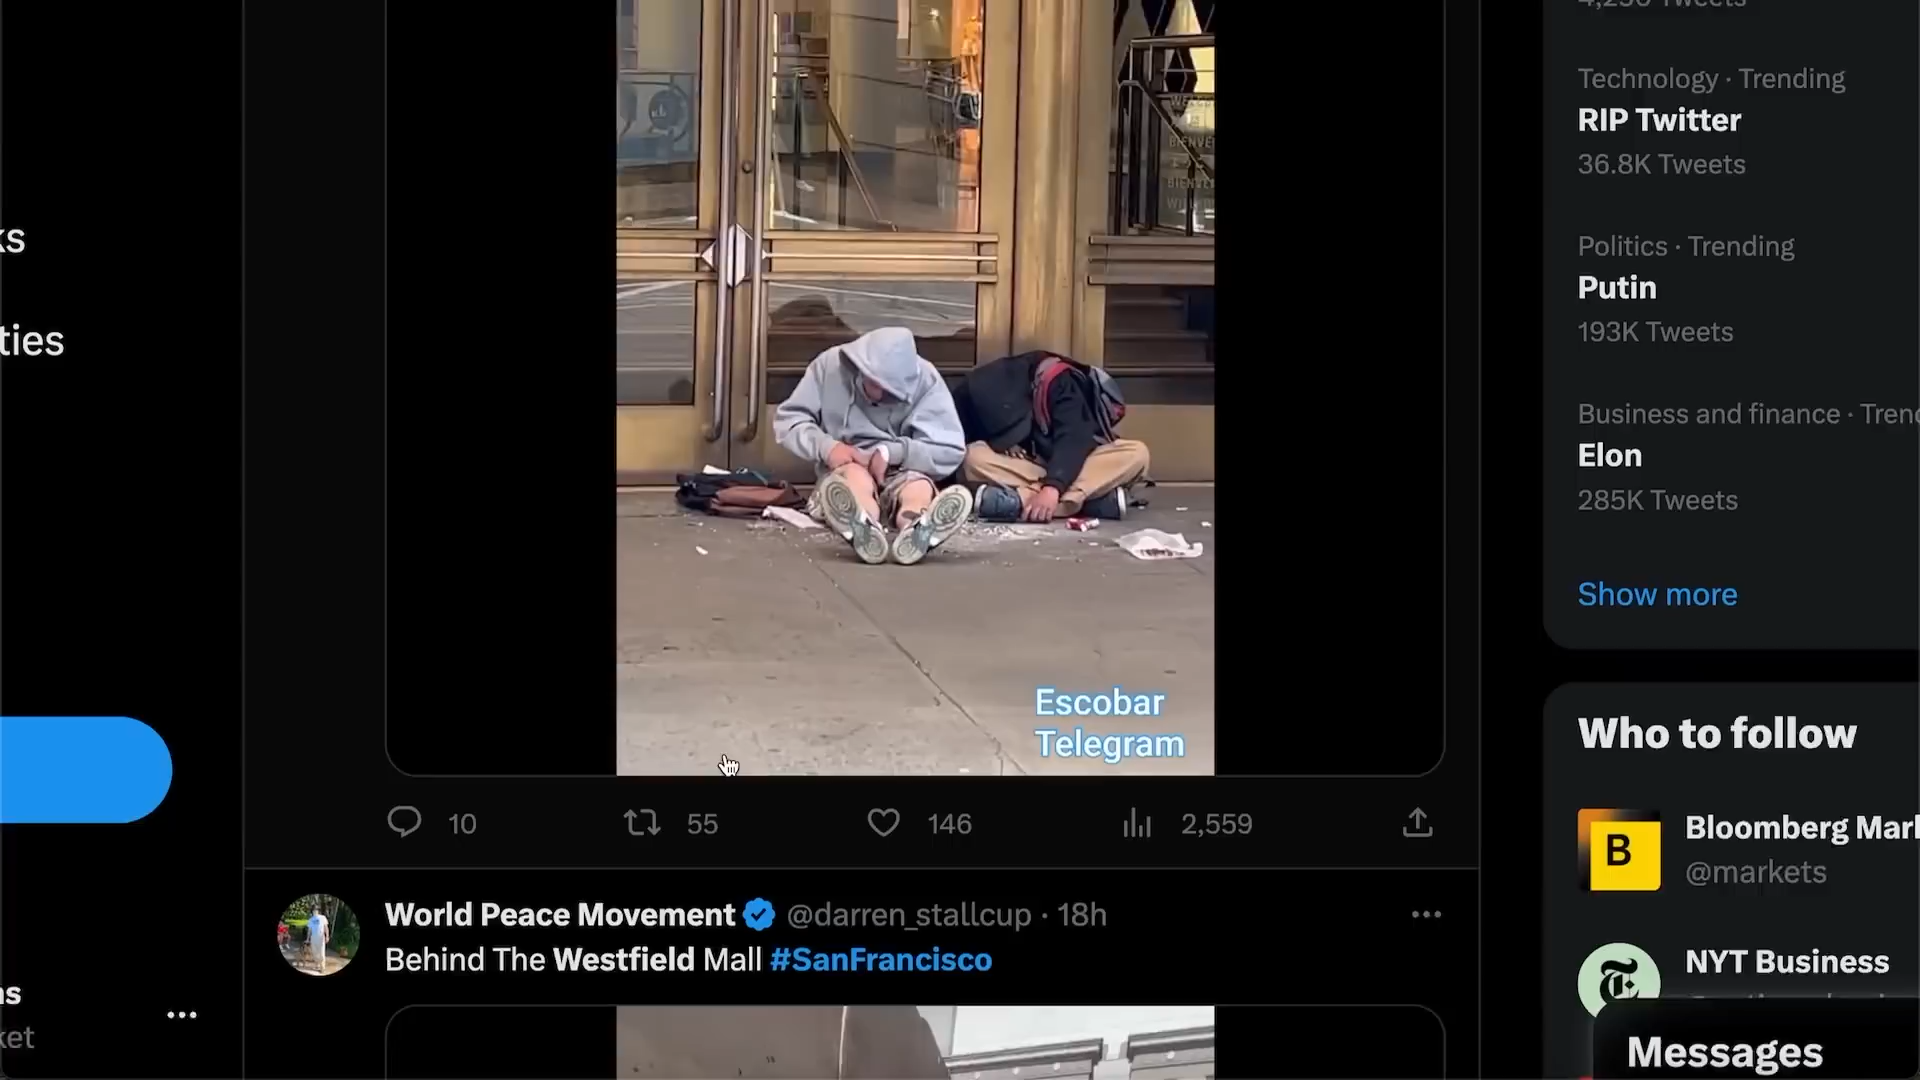 ks
ties
Escobar
Telegram
10
55
146
2,559
World Peace Movement @darren_stallcup · 18h
Behind The Westfield Mall #SanFrancisco
Technology · Trending
RIP Twitter
36.8K Tweets
Politics · Trending
Putin
193K Tweets
Business and finance · Trend
Elon
285K Tweets
Show more
Who to follow
B
Bloomberg Mark
@markets
NYT Business
Messages
ket